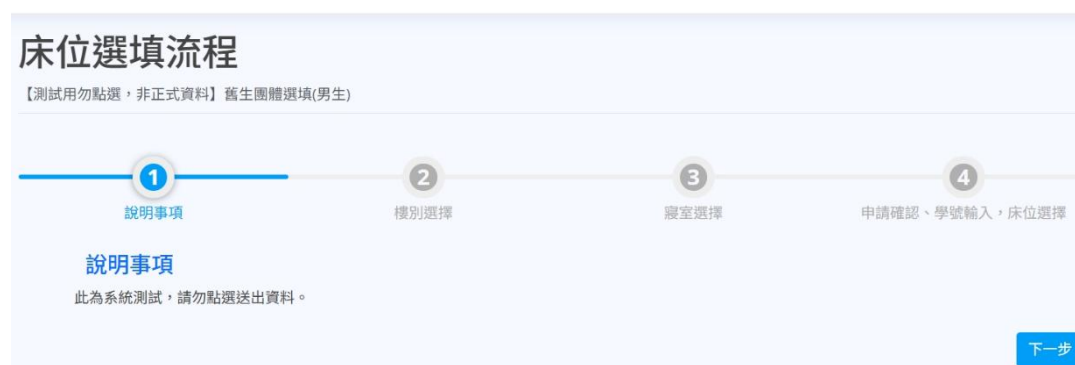 床位選填流程
【測試用勿點選，非正式資料】舊生團體選填(男生)
1
2
3
4
說明事項
樓別選擇
寢室選擇
申請確認、學號輸入，床位選擇
說明事項
此為系統測試，請勿點選送出資料。
下一步